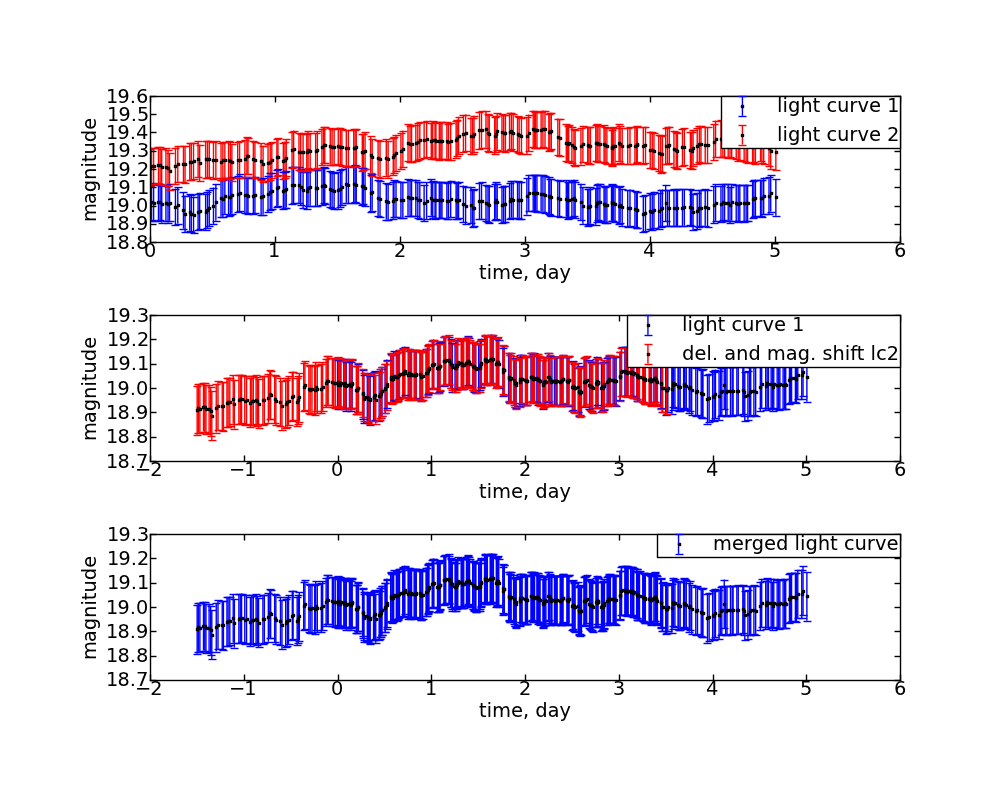 19.6
19.5
19.4
19.3
19.2
19.1
19.0
18.9
18.8
magnitude
light curve 1
light curve 2
0 1 2 3 4 5 6
time, day
19.3
19.2
19.1
19.0
18.9
18.8
18.7
magnitude
light curve 1
del. and mag. shift lc2
−2 −1 0 1 2 3 4 5 6
time, day
19.3
19.2
19.1
19.0
18.9
18.8
18.7
magnitude
merged light curve
−2 −1 0 1 2 3 4 5 6
time, day